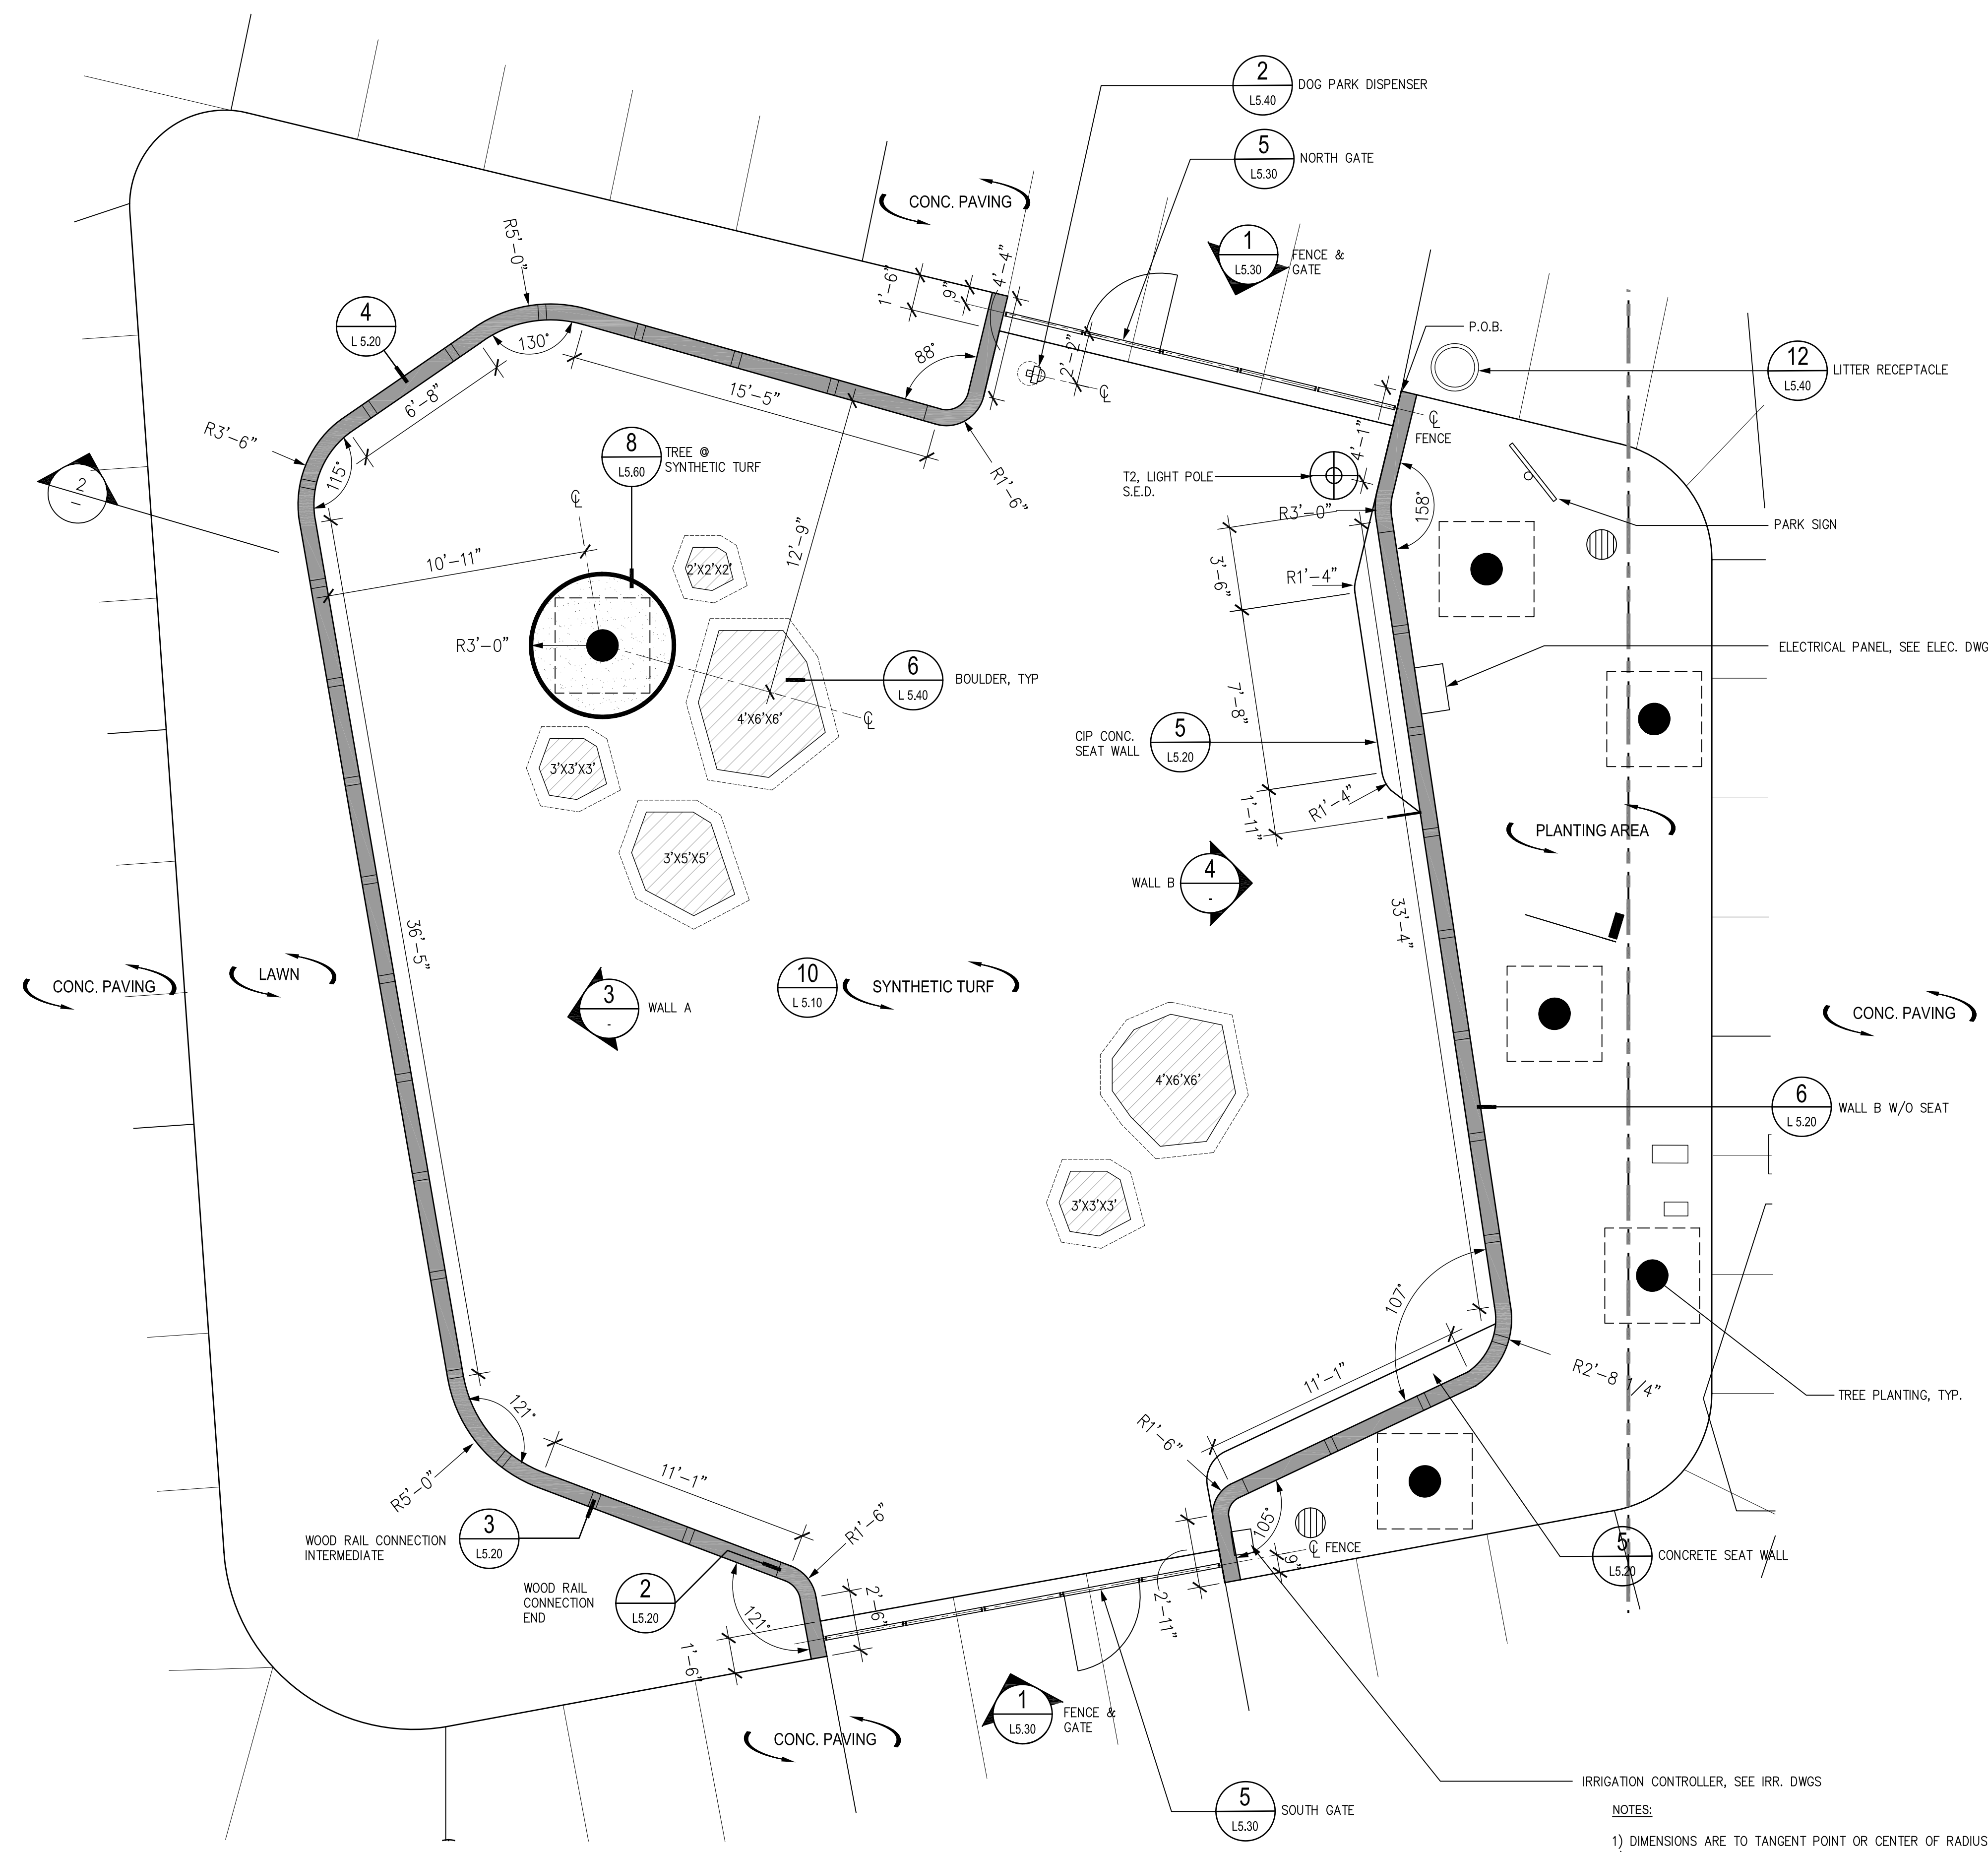 2
L5.40
DOG PARK DISPENSER
5
L5.30
NORTH GATE
CONC. PAVING
1
L5.30
FENCE &
GATE
R5'-0"
1'-6"
9"
4'-4"
4
L 5.20
130°
88°
2'-2"
℄
P.O.B.
12
L5.40
LITTER RECEPTACLE
6'-8"
15'-5"
℄
FENCE
R3'-6"
115°
8
L5.60
TREE @
SYNTHETIC TURF
R1'-6"
4'-1"
T2, LIGHT POLE
S.E.D.
2
-
℄
R3'-0"
158°
PARK SIGN
10'-11"
12'-9"
2'X2'X2'
3'-6"
R1'-4"
R3'-0"
ELECTRICAL PANEL, SEE ELEC. DWG
6
L 5.40
BOULDER, TYP
4'X6'X6'
℄
7'-8"
CIP CONC.
SEAT WALL
5
L5.20
3'X3'X3'
1'-11"
R1'-4"
PLANTING AREA
3'X5'X5'
WALL B
4
-
36'-5"
33'-4"
CONC. PAVING
LAWN
3
-
WALL A
10
L 5.10
SYNTHETIC TURF
CONC. PAVING
4'X6'X6'
6
L 5.20
WALL B W/O SEAT
3'X3'X3'
107°
11'-1"
R2'-8 1/4"
TREE PLANTING, TYP.
121°
R1'-6"
R5'-0"
11'-1"
WOOD RAIL CONNECTION
INTERMEDIATE
3
L5.20
R1'-6"
105°
℄ FENCE
9"
5
L5.20
CONCRETE SEAT WALL
WOOD RAIL
CONNECTION
END
2
L5.20
121°
2'-6"
2'-11"
1'-6"
1
L5.30
FENCE &
GATE
CONC. PAVING
5
L5.30
SOUTH GATE
IRRIGATION CONTROLLER, SEE IRR. DWGS
NOTES:
1) DIMENSIONS ARE TO TANGENT POINT OR CENTER OF RADIUS